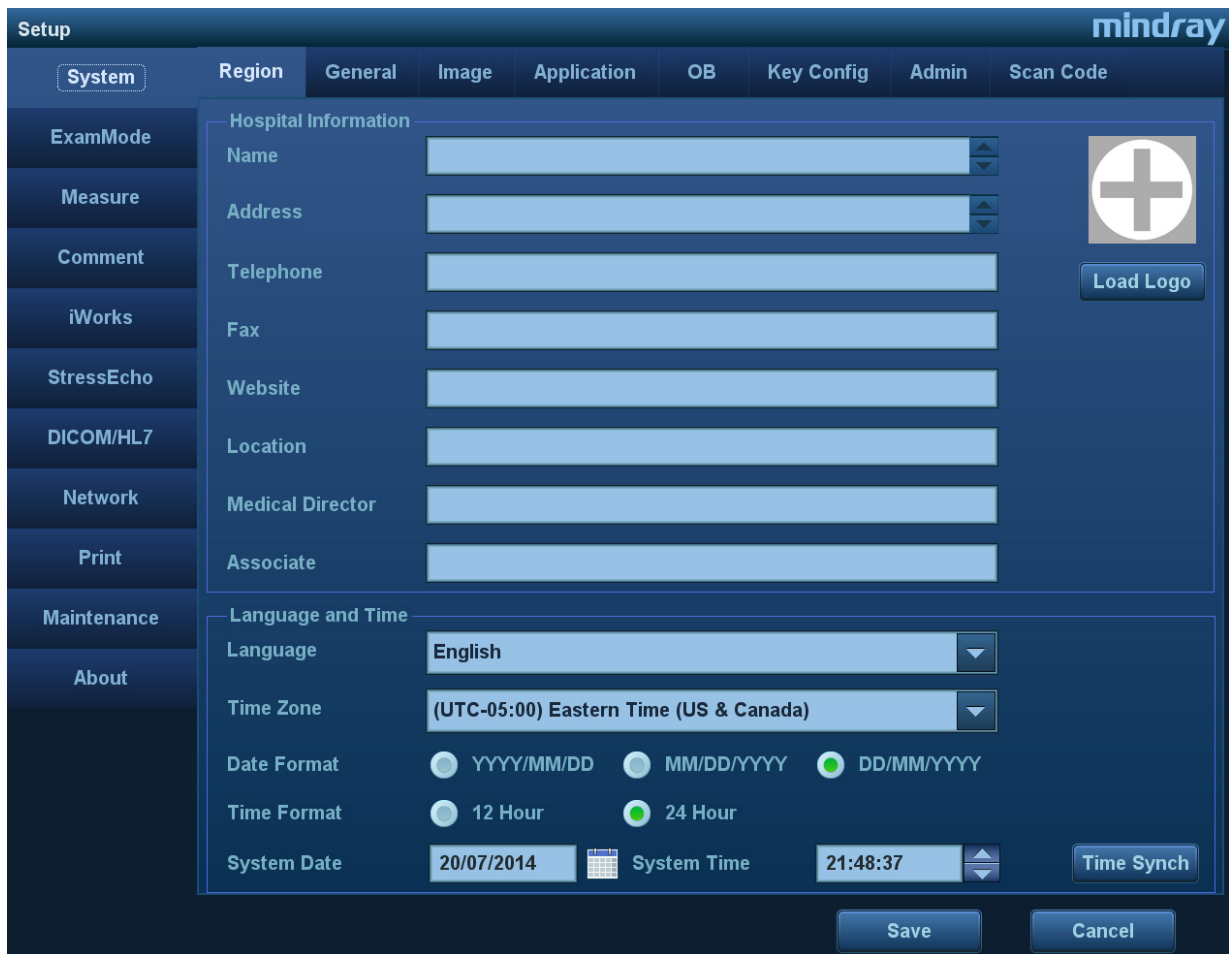 Setup mindray
System
ExamMode
Measure
Comment
iWorks
StressEcho
DICOM/HL7
Network
Print
Maintenance
About
Region General Image Application OB Key Config Admin Scan Code
Hospital Information
Name
Address
Telephone
Load Logo
Fax
Website
Location
Medical Director
Associate
Language and Time
Language English
Time Zone (UTC-05:00) Eastern Time (US & Canada)
Date Format YYYY/MM/DD MM/DD/YYYY DD/MM/YYYY
Time Format 12 Hour 24 Hour
System Date 20/07/2014 System Time 21:48:37 Time Synch
Save Cancel